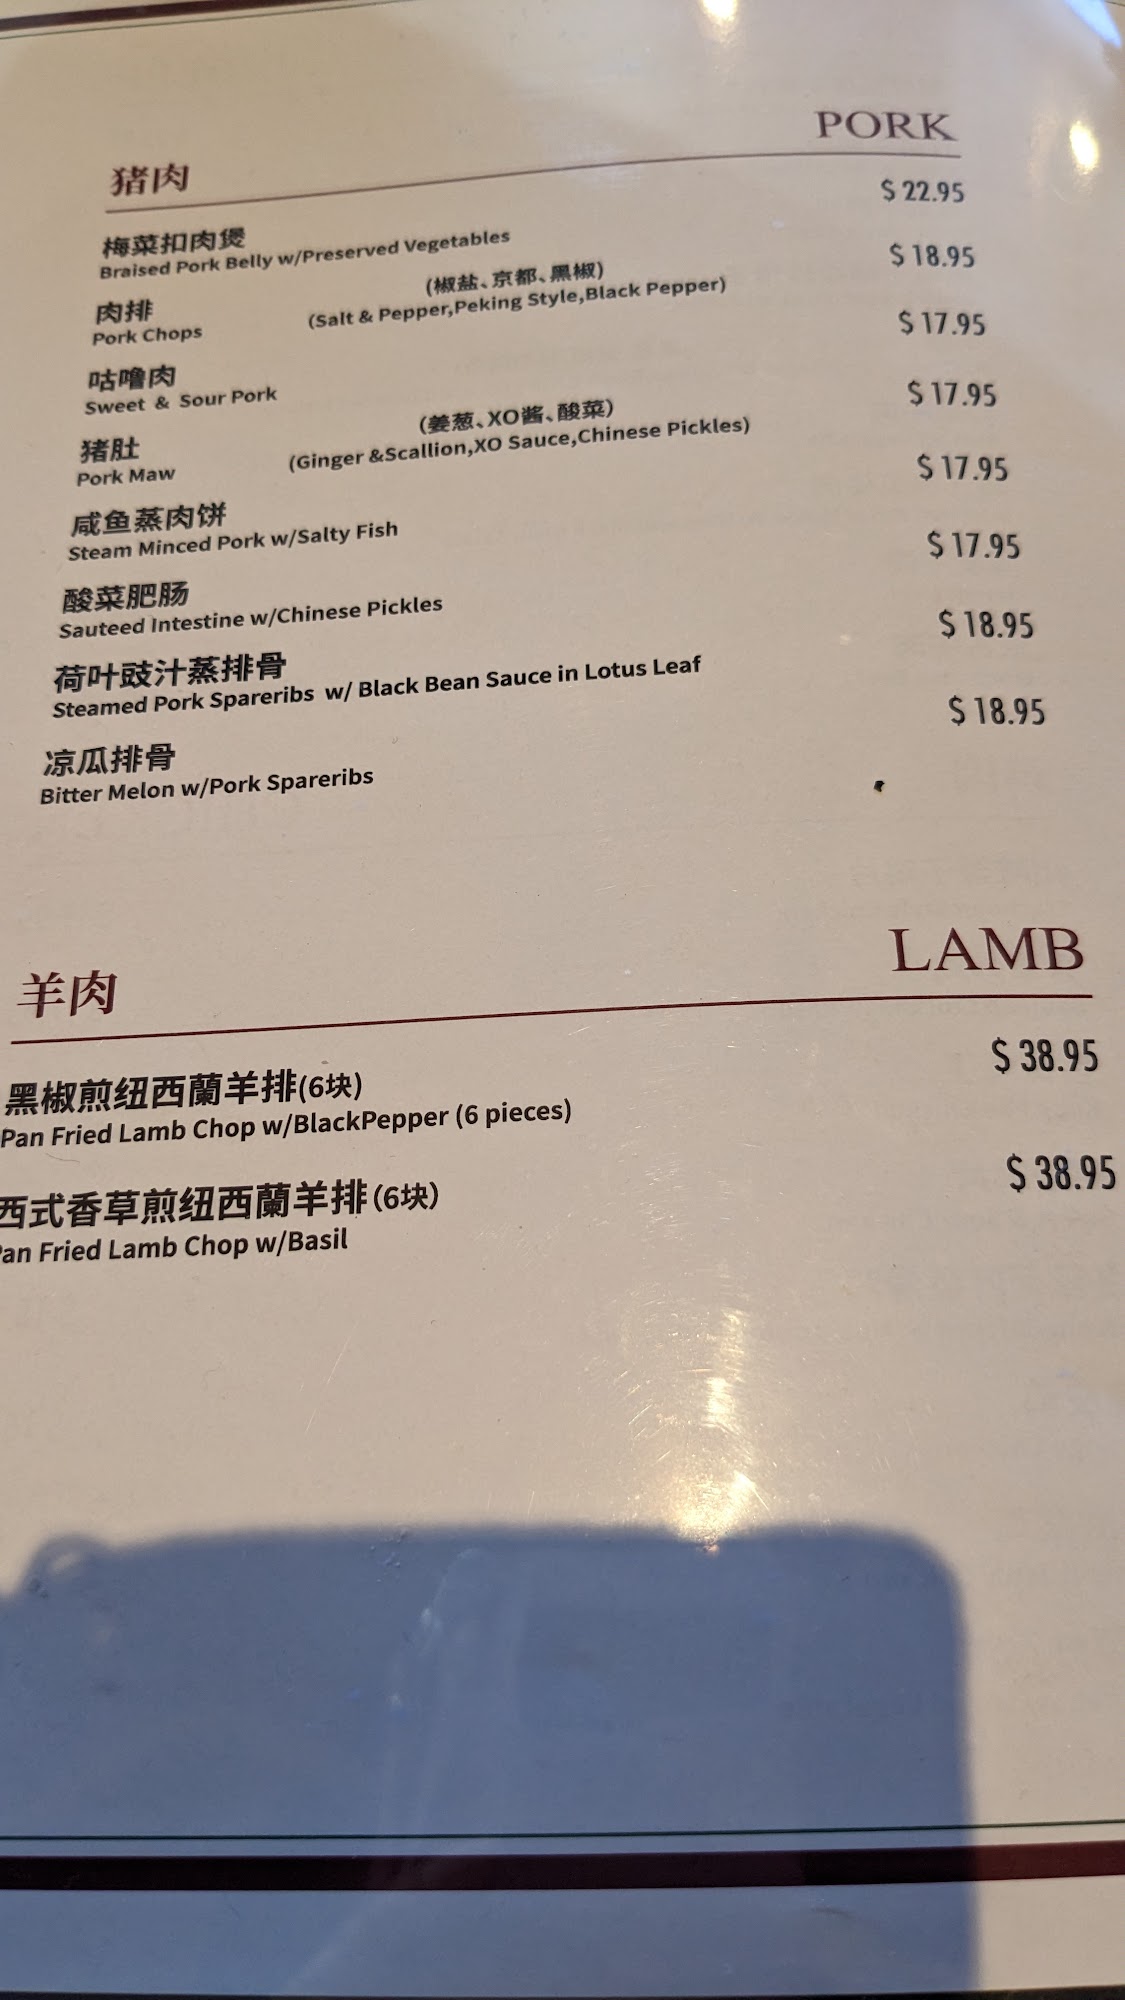 猪肉 PORK
梅菜扣肉煲 $ 22.95
Braised Pork Belly w/Preserved Vegetables
肉排 (椒盐、京都、黑椒) $ 18.95
Pork Chops (Salt & Pepper,Peking Style,Black Pepper)
咕噜肉 $ 17.95
Sweet & Sour Pork
猪肚 (姜葱、XO酱、酸菜) $ 17.95
Pork Maw (Ginger &Scallion,XO Sauce,Chinese Pickles)
咸鱼蒸肉饼 $ 17.95
Steam Minced Pork w/Salty Fish
酸菜肥肠 $ 17.95
Sauteed Intestine w/Chinese Pickles
荷叶豉汁蒸排骨 $ 18.95
Steamed Pork Spareribs w/ Black Bean Sauce in Lotus Leaf
凉瓜排骨 $ 18.95
Bitter Melon w/Pork Spareribs
羊肉 LAMB
黑椒煎纽西蘭羊排(6块) $ 38.95
Pan Fried Lamb Chop w/BlackPepper (6 pieces)
西式香草煎纽西蘭羊排(6块) $ 38.95
Pan Fried Lamb Chop w/Basil